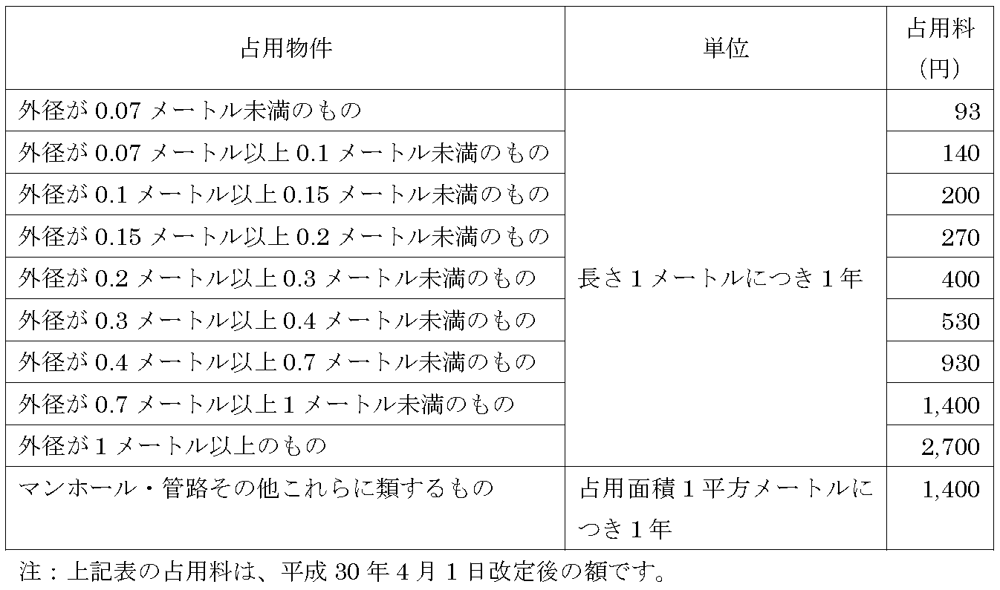 占用物件 単位 占用料
（円）
外径が 0.07 メートル未満のもの 93
外径が 0.07 メートル以上 0.1 メートル未満のもの 140
外径が 0.1 メートル以上 0.15 メートル未満のもの 200
外径が 0.15 メートル以上 0.2 メートル未満のもの 270
外径が 0.2 メートル以上 0.3 メートル未満のもの 長さ 1 メートルにつき 1 年 400
外径が 0.3 メートル以上 0.4 メートル未満のもの 530
外径が 0.4 メートル以上 0.7 メートル未満のもの 930
外径が 0.7 メートル以上 1 メートル未満のもの 1,400
外径が 1 メートル以上のもの 2,700
マンホール・管路その他これらに類するもの 占用面積 1 平方メートルに 1,400
つき 1 年
注：上記表の占用料は、平成 30 年 4 月 1 日改定後の額です。